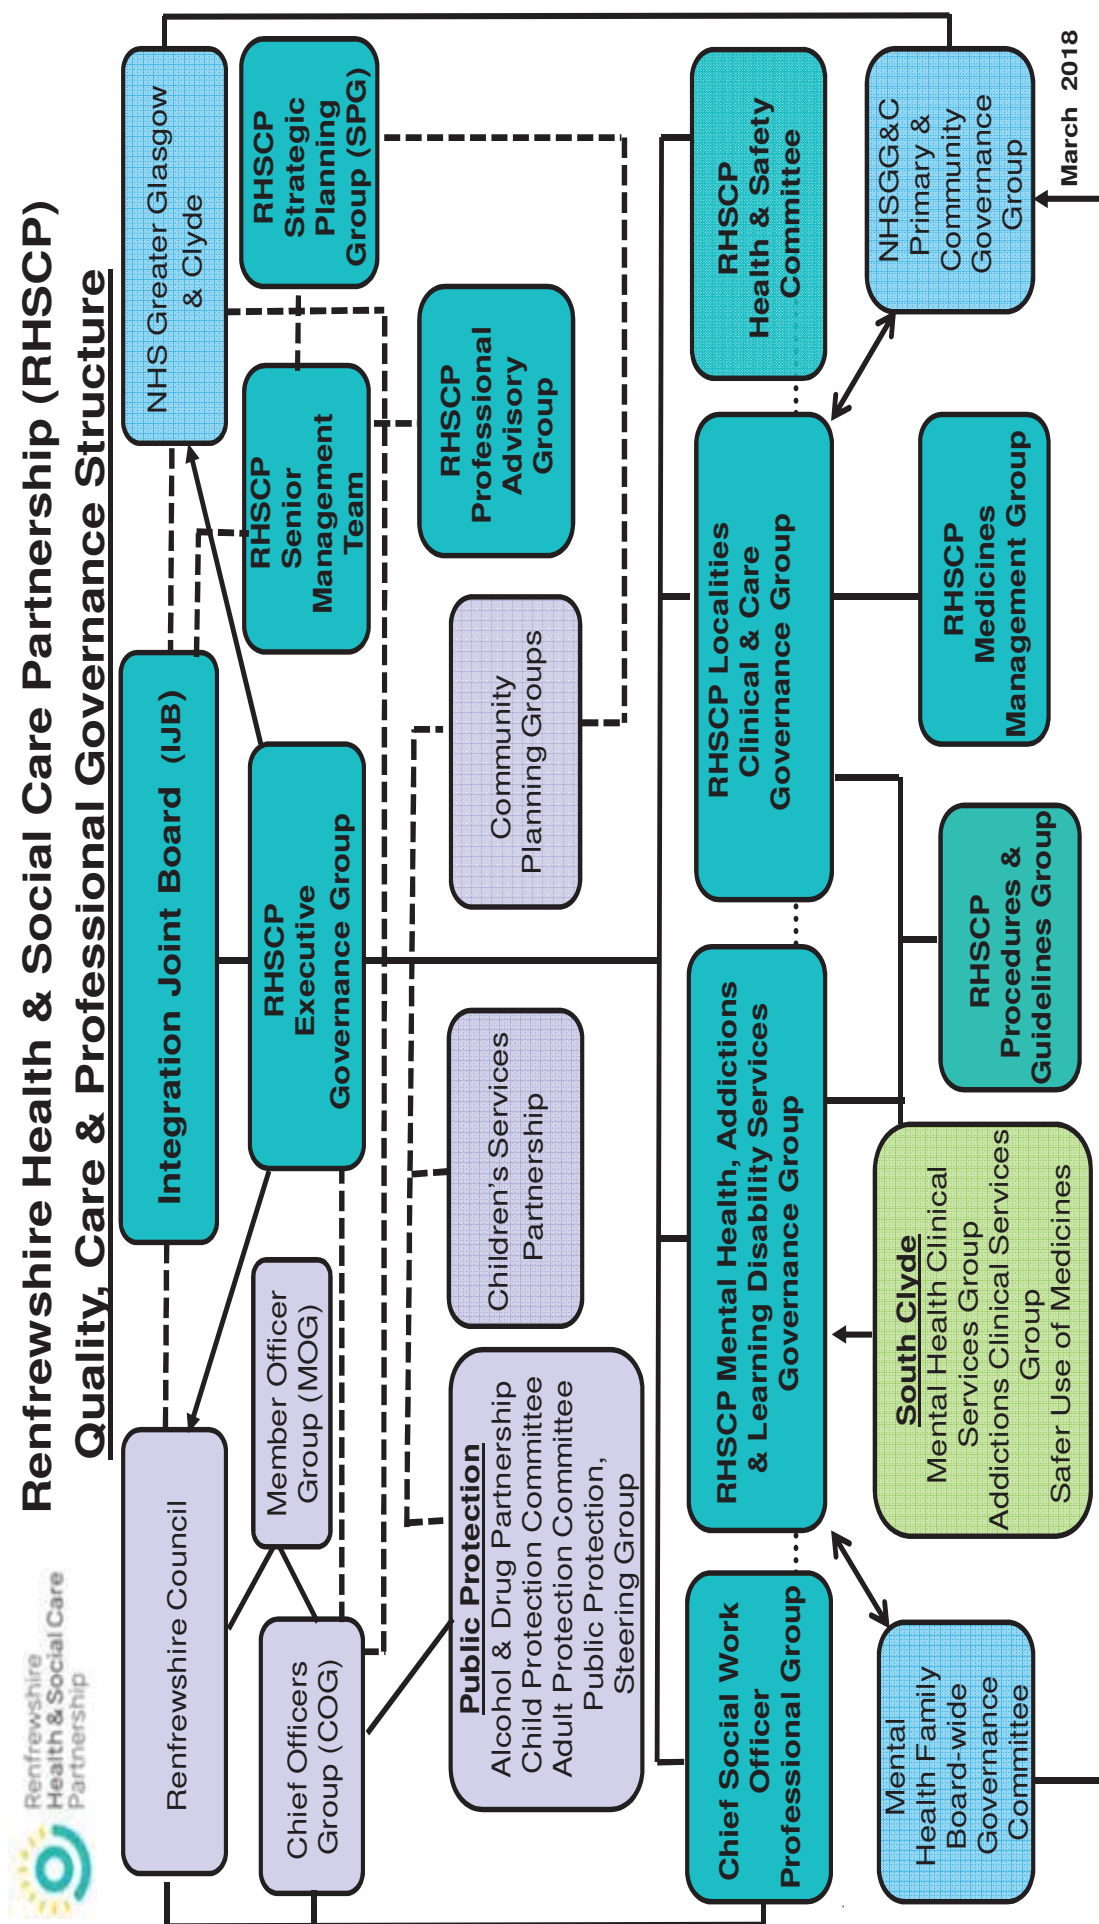 Renfrewshire
Health & Social Care
Partnership
Renfrewshire Health & Social Care Partnership (RHSCP)
Quality, Care & Professional Governance Structure
Renfrewshire Council
Integration Joint Board (IJB)
NHS Greater Glasgow
& Clyde
Chief Officers
Group (COG)
Member Officer
Group (MOG)
RHSCP
Executive
Governance Group
RHSCP
Senior
Management
Team
RHSCP
Strategic
Planning
Group (SPG)
Public Protection
Alcohol & Drug Partnership
Child Protection Committee
Adult Protection Committee
Public Protection,
Steering Group
Children's Services
Partnership
Community
Planning Groups
RHSCP
Professional
Advisory
Group
Chief Social Work
Officer
Professional Group
RHSCP Mental Health, Addictions
& Learning Disability Services
Governance Group
RHSCP Localities
Clinical & Care
Governance Group
RHSCP
Health & Safety
Committee
Mental
Health Family
Board-wide
Governance
Committee
South Clyde
Mental Health Clinical
Services Group
Addictions Clinical Services
Group
Safer Use of Medicines
RHSCP
Procedures &
Guidelines Group
RHSCP
Medicines
Management Group
NHSGG&C
Primary &
Community
Governance
Group
March 2018